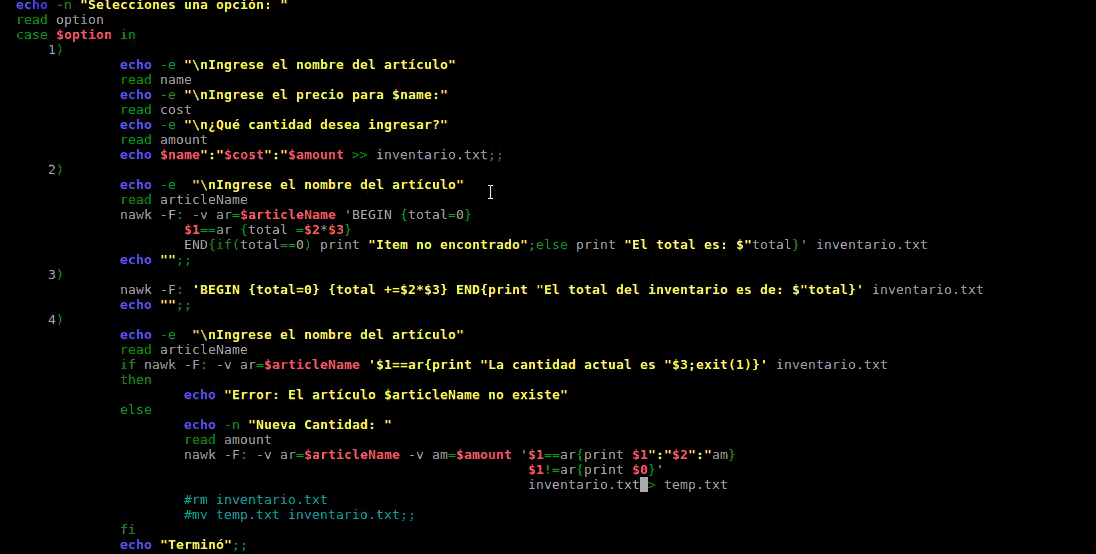 echo -n "Selecciones una opción: "
read option
case $option in
1)
echo -e "\nIngrese el nombre del artículo"
read name
echo -e "\nIngrese el precio para $name:"
read cost
echo -e "\n¿Qué cantidad desea ingresar?"
read amount
echo $name":"$cost":"$amount >> inventario.txt;;
2)
echo -e  "\nIngrese el nombre del artículo"
read articleName
nawk -F: -v ar=$articleName 'BEGIN {total=0}
$1==ar {total =$2*$3}
END{if(total==0) print "Item no encontrado";else print "El total es: $"total}' inventario.txt
echo "";;
3)
nawk -F: 'BEGIN {total=0} {total +=$2*$3} END{print "El total del inventario es de: $"total}' inventario.txt
echo "";;
4)
echo -e  "\nIngrese el nombre del artículo"
read articleName
if nawk -F: -v ar=$articleName '$1==ar{print "La cantidad actual es "$3;exit(1)}' inventario.txt
then
echo "Error: El artículo $articleName no existe"
else
echo -n "Nueva Cantidad: "
read amount
nawk -F: -v ar=$articleName -v am=$amount '$1==ar{print $1":"$2":"am}
$1!=ar{print $0}'
inventario.txt > temp.txt
#rm inventario.txt
#mv temp.txt inventario.txt;;
fi
echo "Terminó";;